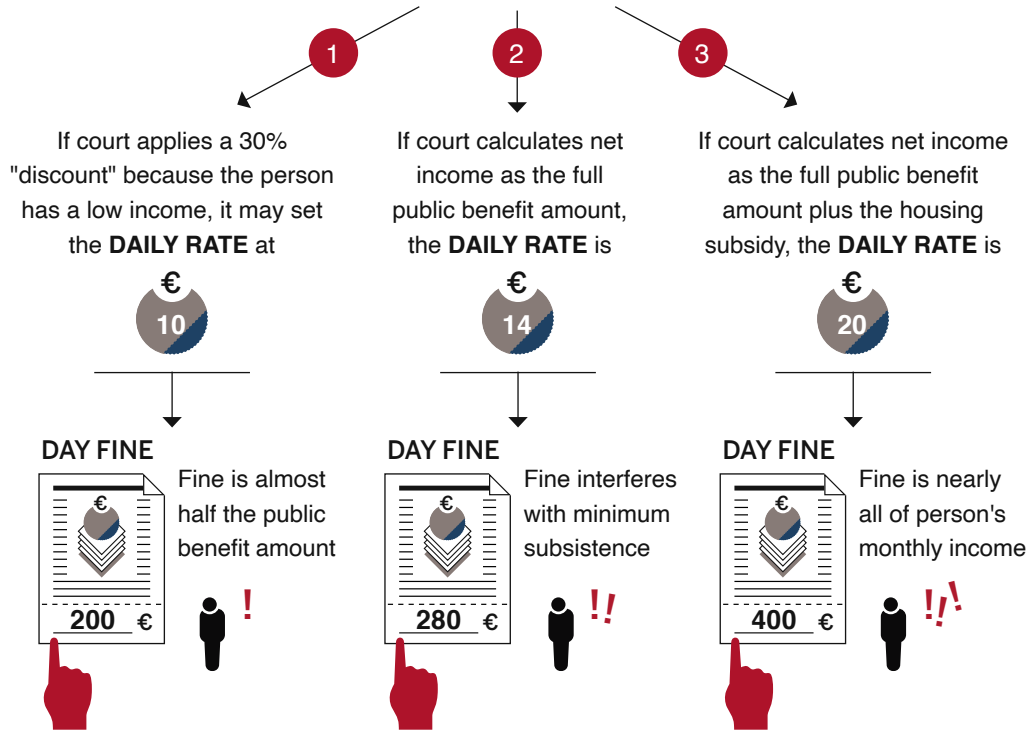 1
If court applies a 30%
"discount" because the person
has a low income, it may set
the DAILY RATE at
€
10
DAY FINE
€
200 €
Fine is almost
half the public
benefit amount
!
2
If court calculates net
income as the full
public benefit amount,
the DAILY RATE is
€
14
DAY FINE
€
280 €
Fine interferes
with minimum
subsistence
!!
3
If court calculates net income
as the full public benefit
amount plus the housing
subsidy, the DAILY RATE is
€
20
DAY FINE
€
400 €
Fine is nearly
all of person's
monthly income
!!!